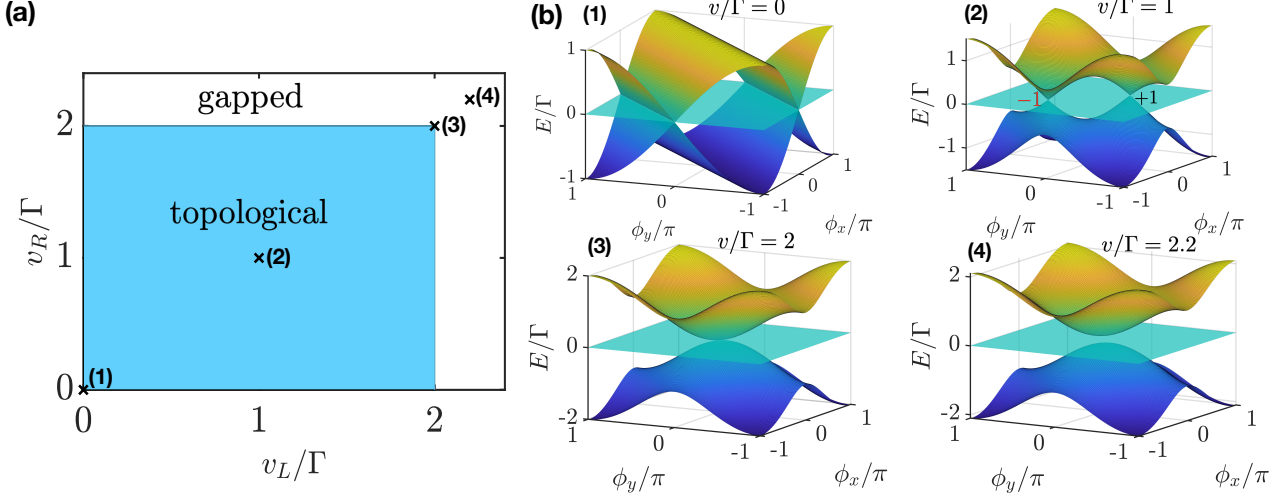 (a)
gapped
(4)
2
(3)
topological
v_R/Γ
1
(2)
0
(1)
0
1
2
v_L/Γ
(b)
(1)
v/Γ = 0
1
0
-1
E/Γ
1
0
-1
ϕ_y/π
-1
0
1
ϕ_x/π
(2)
v/Γ = 1
1
0
-1
E/Γ
−1
+1
1
0
-1
ϕ_y/π
-1
0
1
ϕ_x/π
(3)
v/Γ = 2
2
0
-2
E/Γ
1
0
-1
ϕ_y/π
-1
0
1
ϕ_x/π
(4)
v/Γ = 2.2
2
0
-2
E/Γ
1
0
-1
ϕ_y/π
-1
0
1
ϕ_x/π